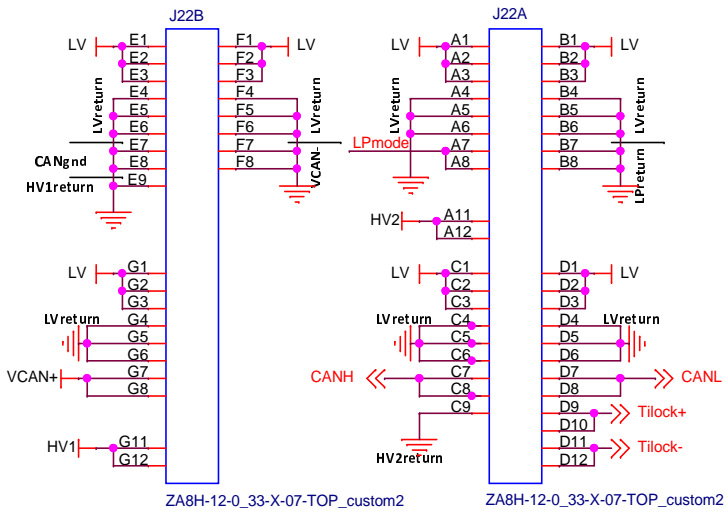 J22B
LV
E1
E2
E3
E4
E5
E6
E7
E8
E9
F1
F2
F3
F4
F5
F6
F7
F8
LV
LVreturn
CANgnd
HV1return
LVreturn
VCAN-
LV
G1
G2
G3
G4
G5
G6
G7
G8
G11
G12
LVreturn
VCAN+
HV1
ZA8H-12-0_33-X-07-TOP_custom2
J22A
LV
A1
A2
A3
A4
A5
A6
A7
A8
A11
A12
B1
B2
B3
B4
B5
B6
B7
B8
LV
LVreturn
LPmode
LVreturn
LPreturn
HV2
LV
C1
C2
C3
C4
C5
C6
C7
C8
C9
D1
D2
D3
D4
D5
D6
D7
D8
D9
D10
D11
D12
LV
LVreturn
LVreturn
CANH
CANL
Tilock+
Tilock-
HV2return
ZA8H-12-0_33-X-07-TOP_custom2